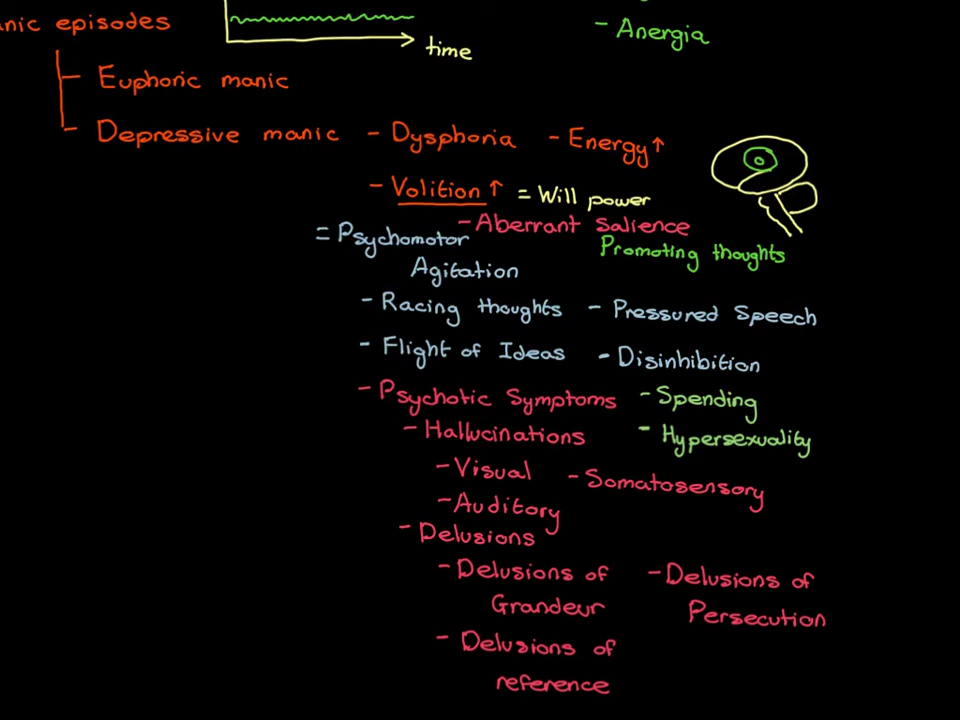 nic episodes
time
- Anergia
- Euphoric manic
- Depressive manic - Dysphoria - Energy ↑
- Volition ↑ = Will power
- Aberrant Salience
= Psychomotor
Agitation
Promoting thoughts
- Racing thoughts - Pressured Speech
- Flight of Ideas - Disinhibition
- Psychotic Symptoms - Spending
- Hallucinations - Hypersexuality
- Visual - Somatosensory
- Auditory
- Delusions
- Delusions of
Grandeur
- Delusions of
Persecution
- Delusions of
reference